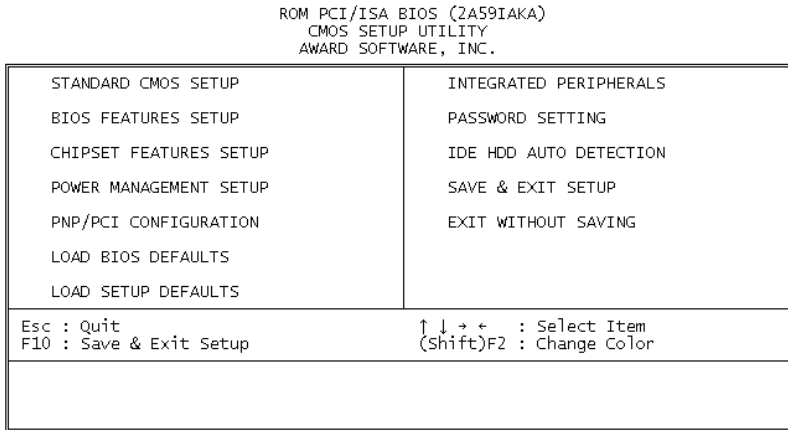 ROM PCI/ISA BIOS (2A59IAKA)
CMOS SETUP UTILITY
AWARD SOFTWARE, INC.
STANDARD CMOS SETUP
BIOS FEATURES SETUP
CHIPSET FEATURES SETUP
POWER MANAGEMENT SETUP
PNP/PCI CONFIGURATION
LOAD BIOS DEFAULTS
LOAD SETUP DEFAULTS
INTEGRATED PERIPHERALS
PASSWORD SETTING
IDE HDD AUTO DETECTION
SAVE & EXIT SETUP
EXIT WITHOUT SAVING
Esc : Quit
F10 : Save & Exit Setup
↑ ↓ → ← : Select Item
(Shift)F2 : Change Color